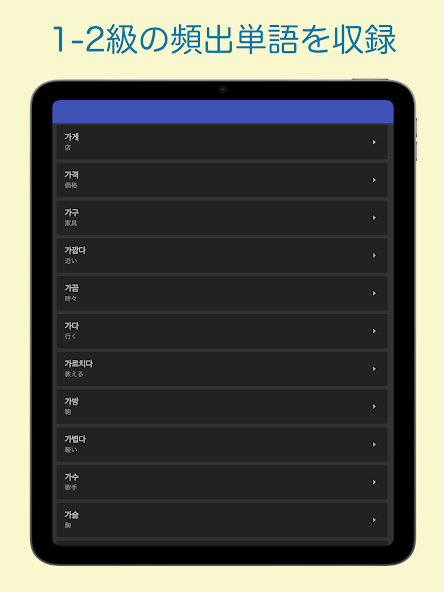 1-2級の頻出単語を収録
가게
店
가격
価格
가구
家具
가깝다
近い
가끔
時々
가다
行く
가르치다
教える
가방
鞄
가볍다
軽い
가수
歌手
가슴
胸